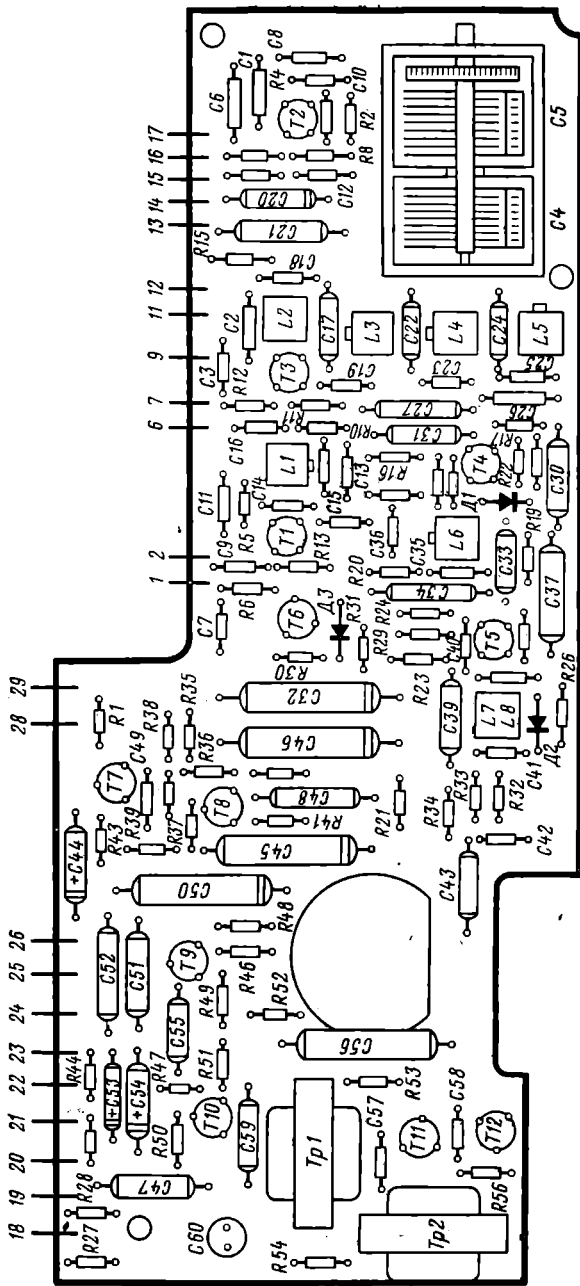 C8
C1
R4
C10
C6
T2
R2
C5
17
16
R8
15
C12
14
C20
13
C21
C4
R15
C18
12
11
C2
L2
C17
L3
C22
L4
C24
L5
9
C3
T3
C19
C23
C25
R12
7
R11
C27
C26
6
C16
R10
C31
R17
L1
C13
R16
T4
R22
C30
C11
C14
C15
Д1
R5
T1
C36
L6
R19
2
C9
R13
C35
C33
1
R20
C34
C37
R6
Д3
R31
R24
C7
T6
R29
C40
T5
R30
R23
R26
29
R35
C32
28
R1
R38
C39
L7
L8
C46
Д2
R36
C41
T7
C49
R33
R32
R39
T8
C48
R21
R34
R37
R41
R43
C42
+C44
C45
C43
C50
R48
26
C52
C51
T9
R46
25
R49
R52
24
C55
C56
23
R44
R51
R47
R53
22
+C53
+C54
C58
T10
C57
21
R50
C59
T11
T12
Тр1
20
19
R28
C47
R56
18
C60
Тр2
R27
R54